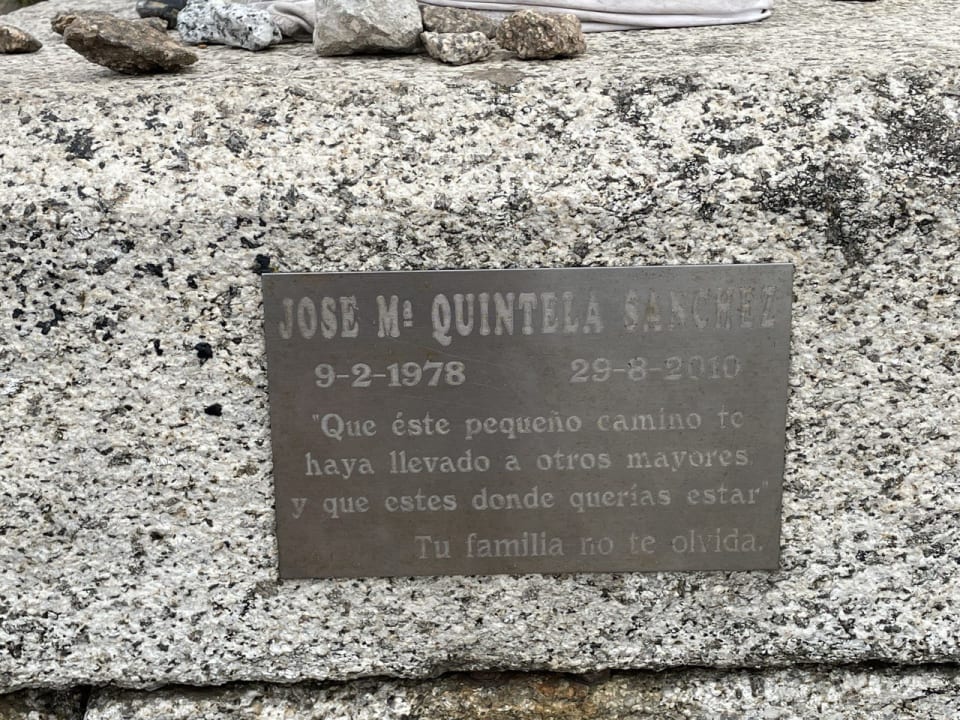 JOSE Mª QUINTELA SANCHEZ
9-2-1978 29-8-2010
"Que éste pequeño camino te
haya llevado a otros mayores
y que estes donde querías estar"
Tu familia no te olvida.